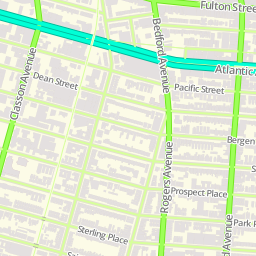 Fulton Street
Bedford Avenue
Atlantic
Dean Street
Classon Avenue
Pacific Street
Bergen
Rogers Avenue
Prospect Place
Park
Sterling Place